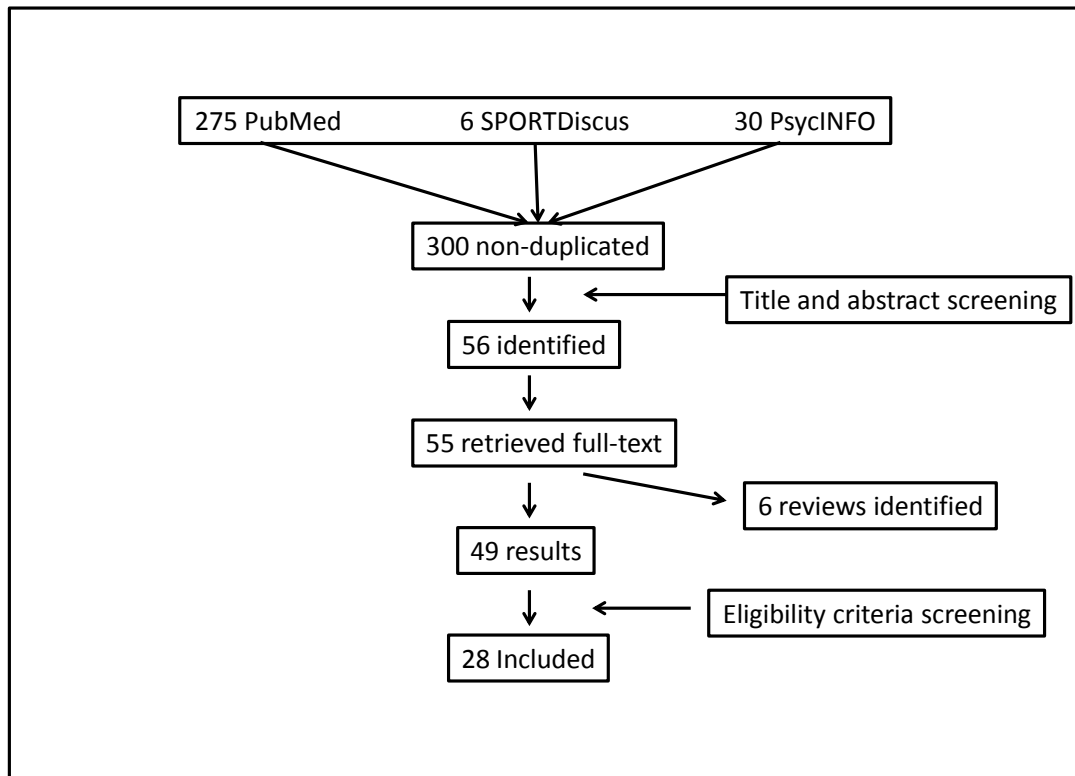 275 PubMed 6 SPORTDiscus 30 PsycINFO
300 non-duplicated
Title and abstract screening
56 identified
55 retrieved full-text
6 reviews identified
49 results
Eligibility criteria screening
28 Included